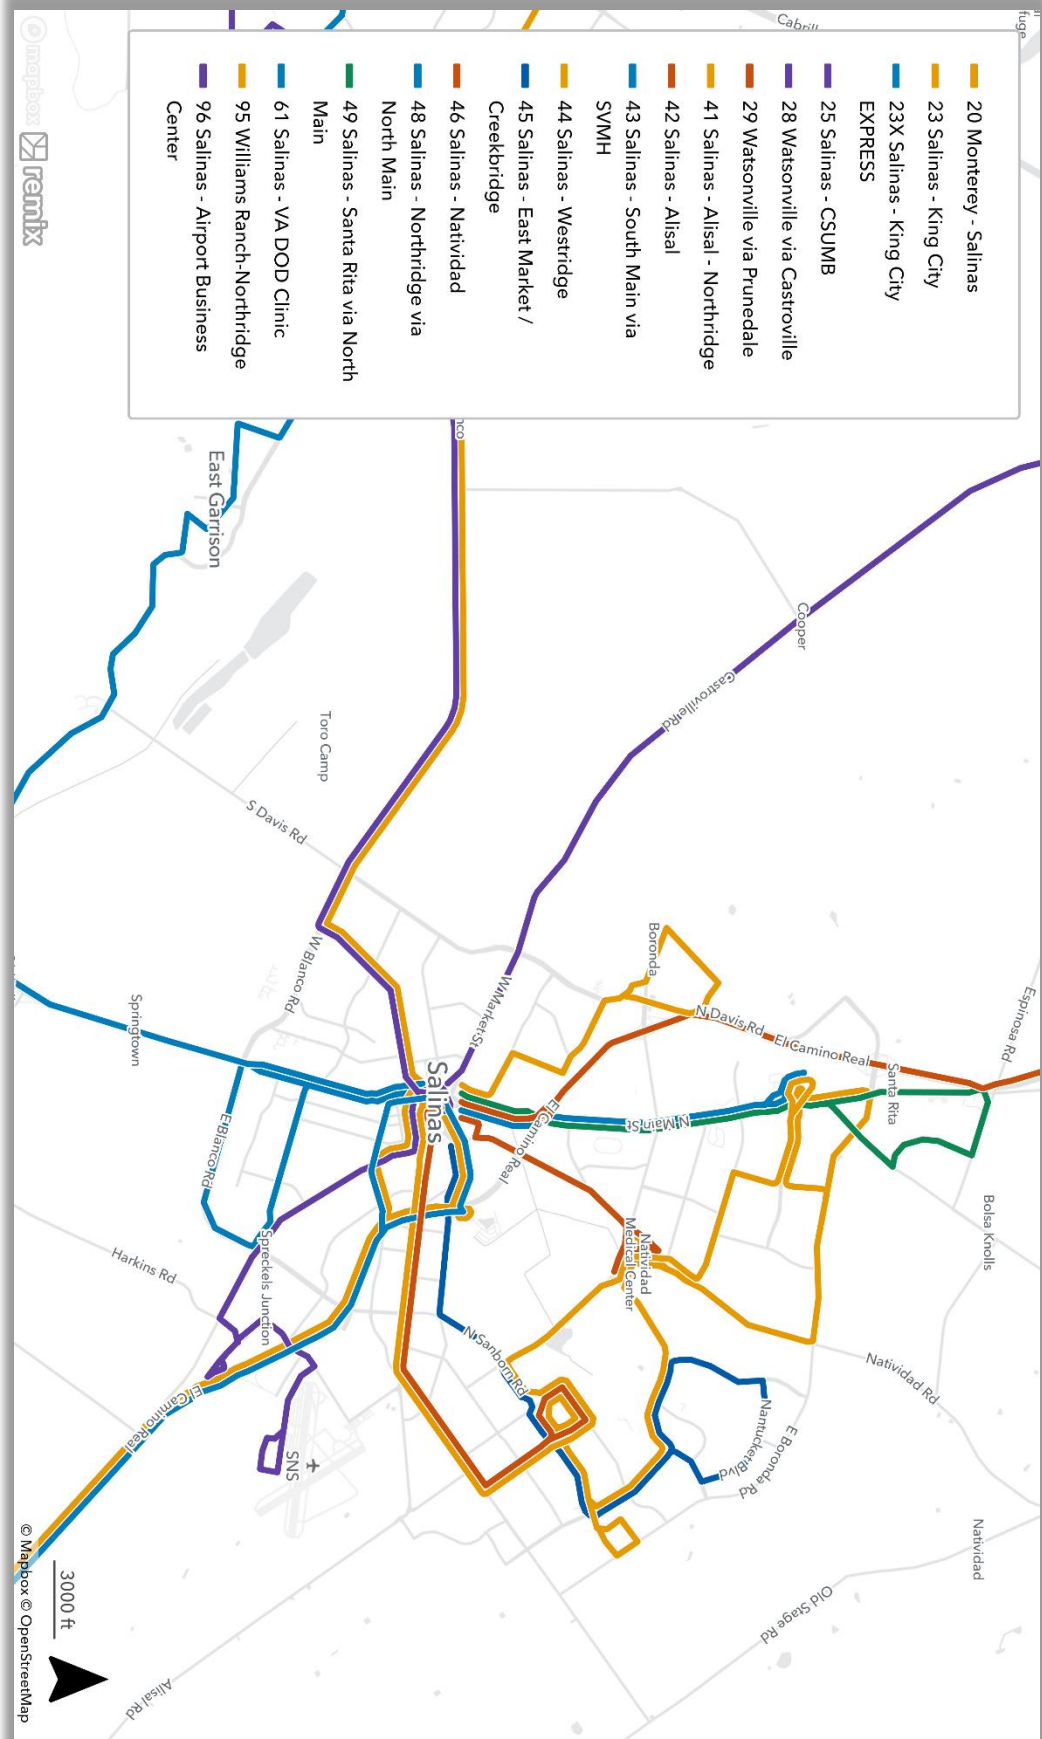 20 Monterey - Salinas
23 Salinas - King City
23X Salinas - King City
EXPRESS
25 Salinas - CSUMB
28 Watsonville via Castroville
29 Watsonville via Prunedale
41 Salinas - Alisal - Northridge
42 Salinas - Alisal
43 Salinas - South Main via
SVMH
44 Salinas - Westridge
45 Salinas - East Market /
Creekbridge
46 Salinas - Natividad
48 Salinas - Northridge via
North Main
49 Salinas - Santa Rita via North
Main
61 Salinas - VA DOD Clinic
95 Williams Ranch-Northridge
96 Salinas - Airport Business
Center
mapbox
remix
fuge
Cabrill
nco
East Garrison
Cooper
Castroville Rd
Toro Camp
S Davis Rd
W Blanco Rd
W Market St
Boronda
N Davis Rd
El Camino Real
Espinosa Rd
Santa Rita
Springtown
Salinas
El Camino Real
N Main St
E Blanco Rd
Bolsa Knolls
Harkins Rd
Spreckels Junction
Natividad
Medical Center
N Sanborn Rd
Natividad Rd
Nantucket Blvd
E Boronda Rd
El Camino Real
SNS
Natividad
Old Stage Rd
Alisal Rd
3000 ft
© Mapbox © OpenStreetMap